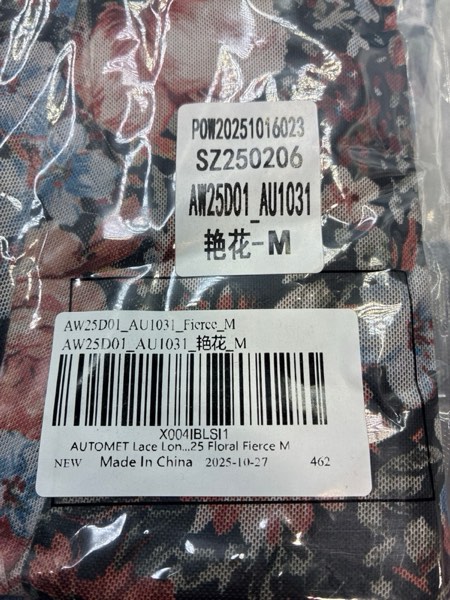 POW20251016023
SZ250206
AW25D01_AU1031
艳花-M
AW25D01_AU1031_Fierce_M
AW25D01_AU1031_艳花_M
X004IBLSI1
AUTOMET Lace Lon...25 Floral Fierce M
NEW Made In China 2025-10-27 462